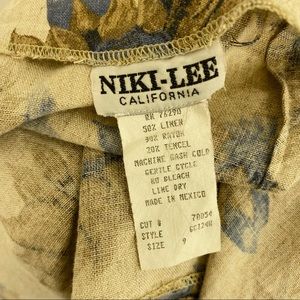 NIKI-LEE
CALIFORNIA
RN 76290
50% LINEN
30% RAYON
20% TENCEL
MACHINE WASH COLD
GENTLE CYCLE
NO BLEACH
LINE DRY
MADE IN MEXICO
CUT # 70054
STYLE
SIZE 9